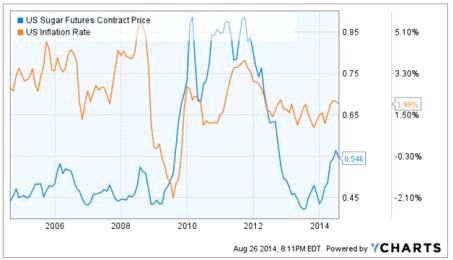 US Sugar Futures Contract Price
US Inflation Rate
0.85 5.10%
0.75 3.30%
1.99%
0.65 1.50%
0.546
-0.30%
0.45 -2.10%
2006 2008 2010 2012 2014
Aug 26 2014, 8:11PM EDT. Powered by YCHARTS